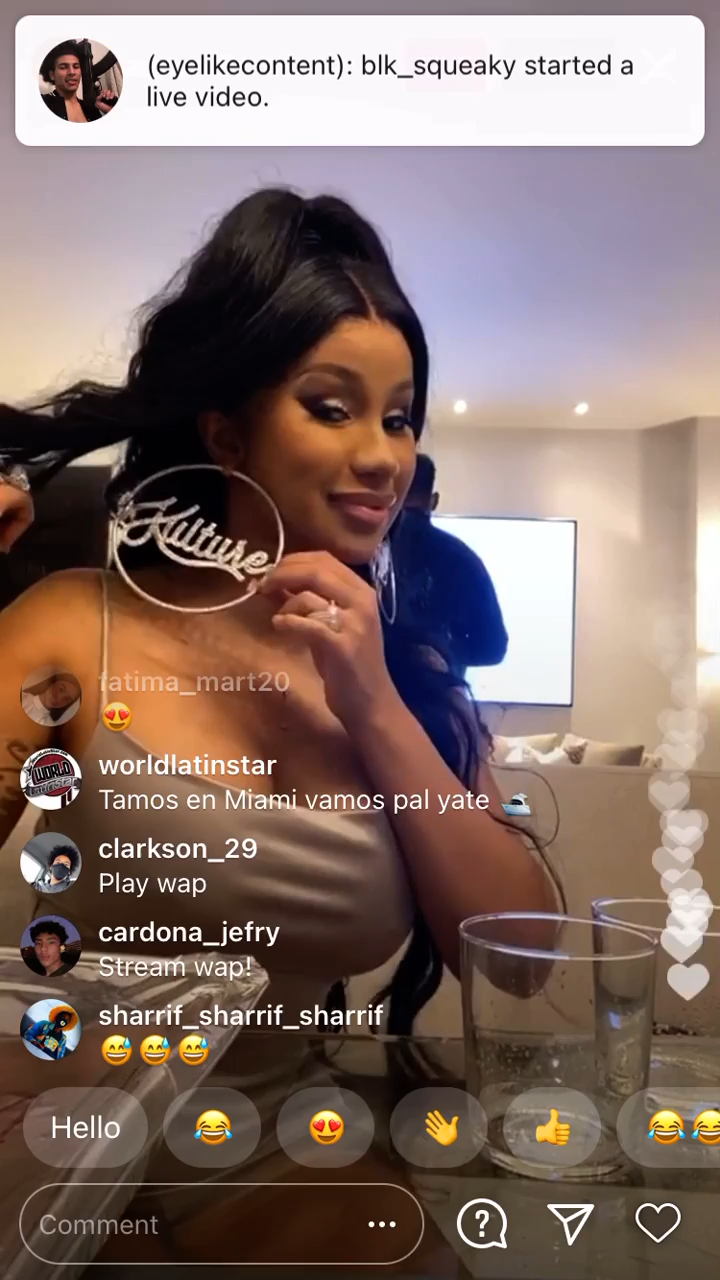 (eyelikecontent): blk_squeaky started a
live video.
Kulture
fatima_mart20
😍
worldlatinstar
WORLD
Tamos en Miami vamos pal yate 🛥️
clarkson_29
Play wap
cardona_jefry
Stream wap!
sharrif_sharrif_sharrif
😅😅😅
Hello 😂 😍 👋 👍 😂😂
Comment